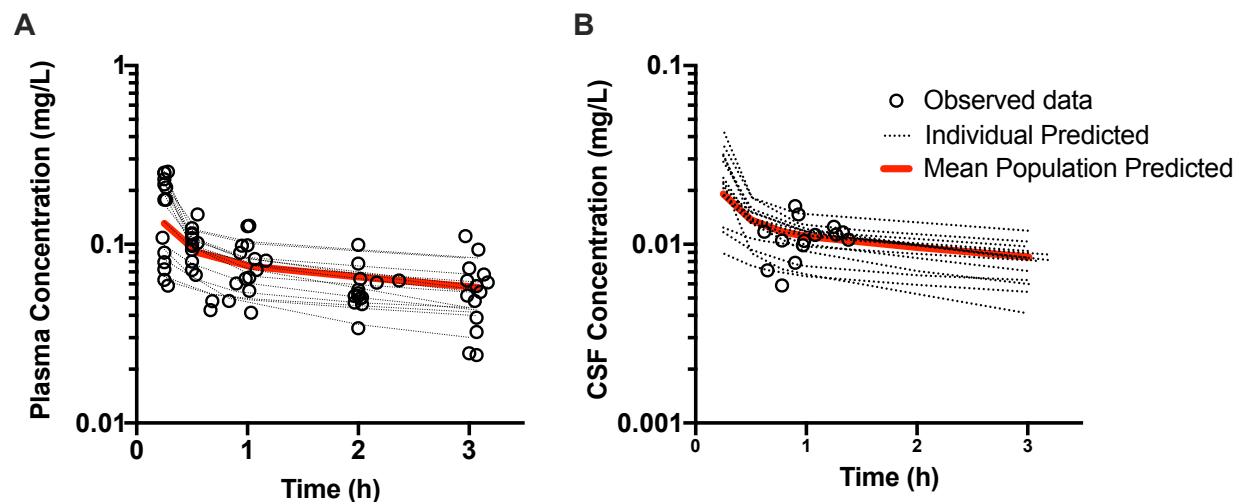 A
Plasma Concentration (mg/L)
1
0.1
0.01
0 1 2 3
Time (h)
B
CSF Concentration (mg/L)
0.1
0.01
0.001
0 1 2 3
Time (h)
Observed data
Individual Predicted
Mean Population Predicted